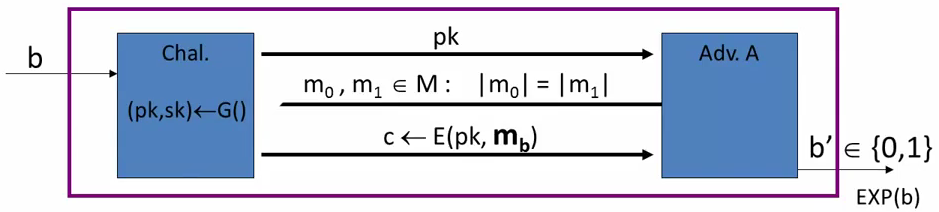 b
Chal.
(pk,sk)←G()
pk
m₀ , m₁ ∈ M : |m₀| = |m₁|
c ← E(pk, m_b)
Adv. A
b’ ∈ {0,1}
EXP(b)